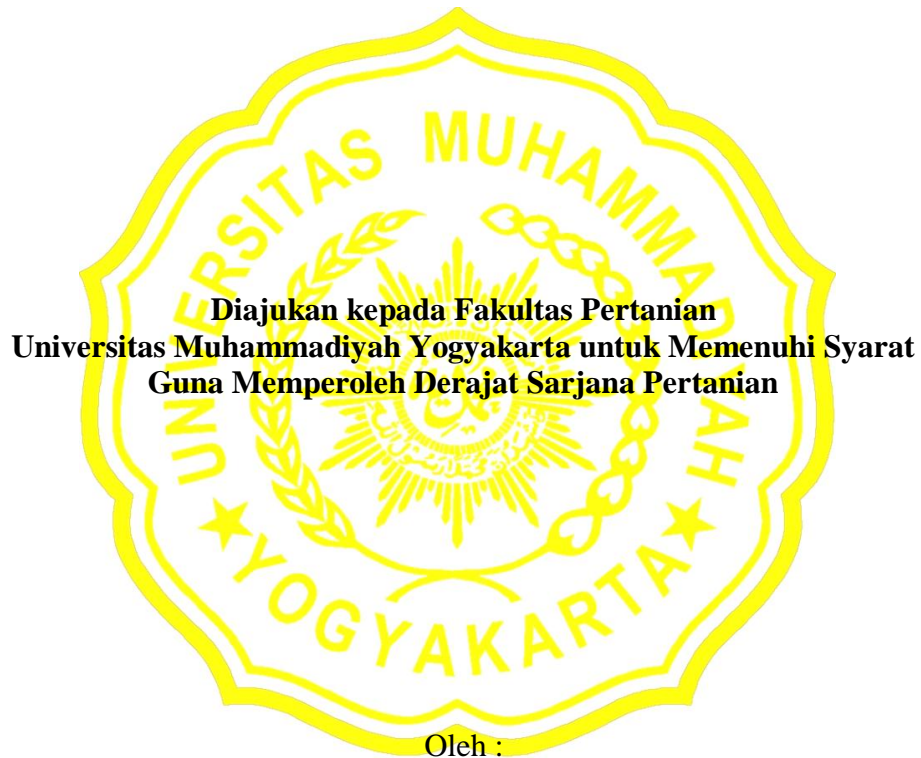 UNIVERSITAS MUHAMMADIYAH
Diajukan kepada Fakultas Pertanian
Universitas Muhammadiyah Yogyakarta untuk Memenuhi Syarat
Guna Memperoleh Derajat Sarjana Pertanian
★ YOGYAKARTA ★
Oleh :